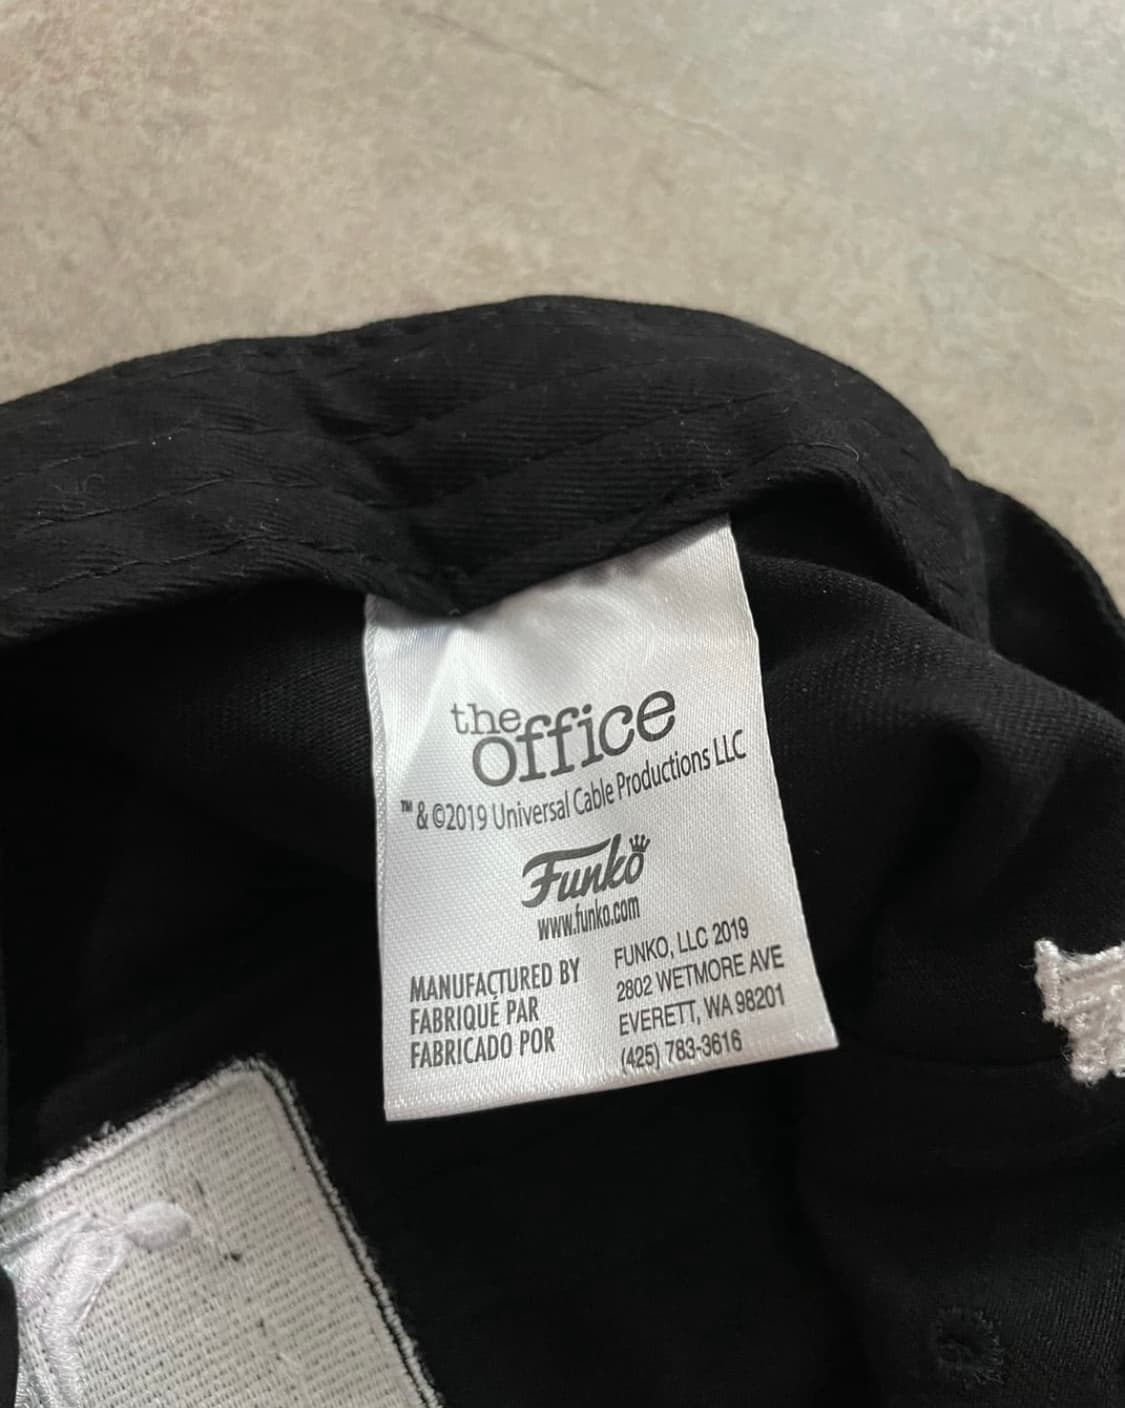 the office
™ & ©2019 Universal Cable Productions LLC
Funko
www.funko.com
MANUFACTURED BY
FABRIQUÉ PAR
FABRICADO POR
FUNKO, LLC 2019
2802 WETMORE AVE
EVERETT, WA 98201
(425) 783-3616